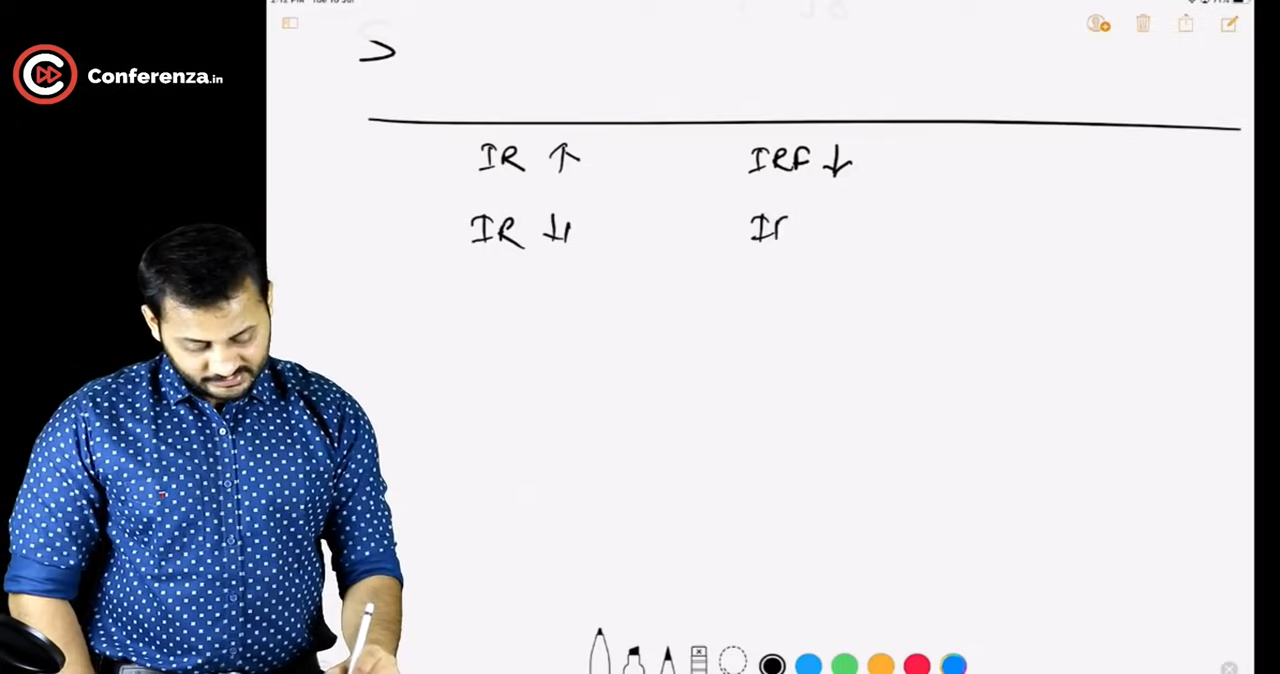 Conferenza.in
IR ↑ IRF ↓
IR ↓ Ir